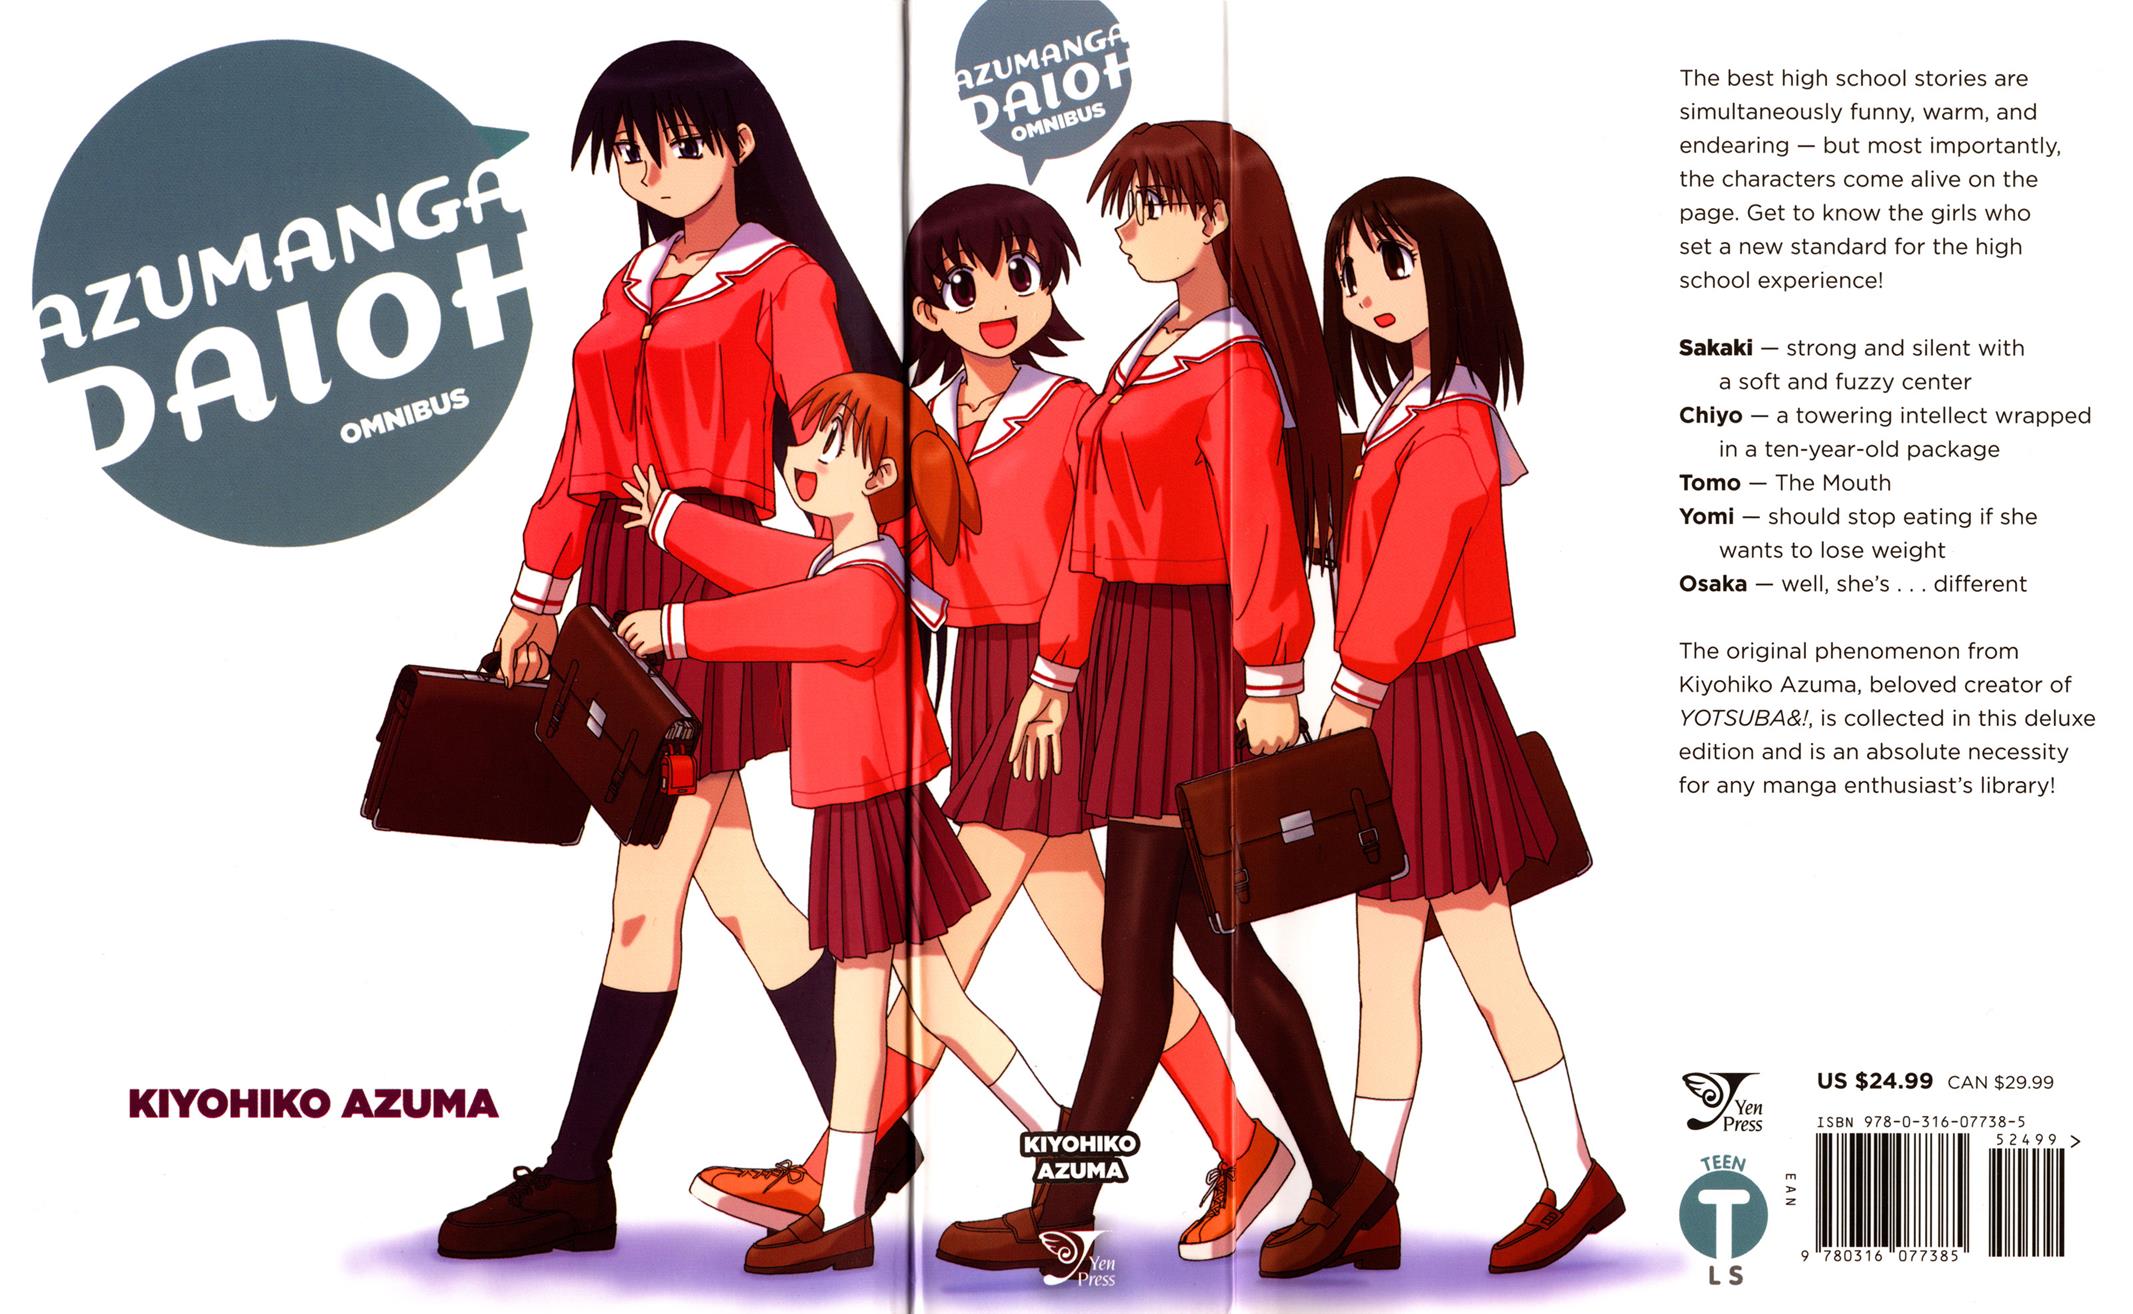 AZUMANGA
DAIOH
OMNIBUS
KIYOHIKO AZUMA
AZUMANGA
DAIOH
OMNIBUS
KIYOHIKO
AZUMA
Yen
Press
The best high school stories are
simultaneously funny, warm, and
endearing — but most importantly,
the characters come alive on the
page. Get to know the girls who
set a new standard for the high
school experience!
Sakaki — strong and silent with
a soft and fuzzy center
Chiyo — a towering intellect wrapped
in a ten-year-old package
Tomo — The Mouth
Yomi — should stop eating if she
wants to lose weight
Osaka — well, she's . . . different
The original phenomenon from
Kiyohiko Azuma, beloved creator of
YOTSUBA&!, is collected in this deluxe
edition and is an absolute necessity
for any manga enthusiast's library!
Yen
Press
TEEN
T
LS
US $24.99 CAN $29.99
ISBN 978-0-316-07738-5
52499 >
EAN
9 780316 077385